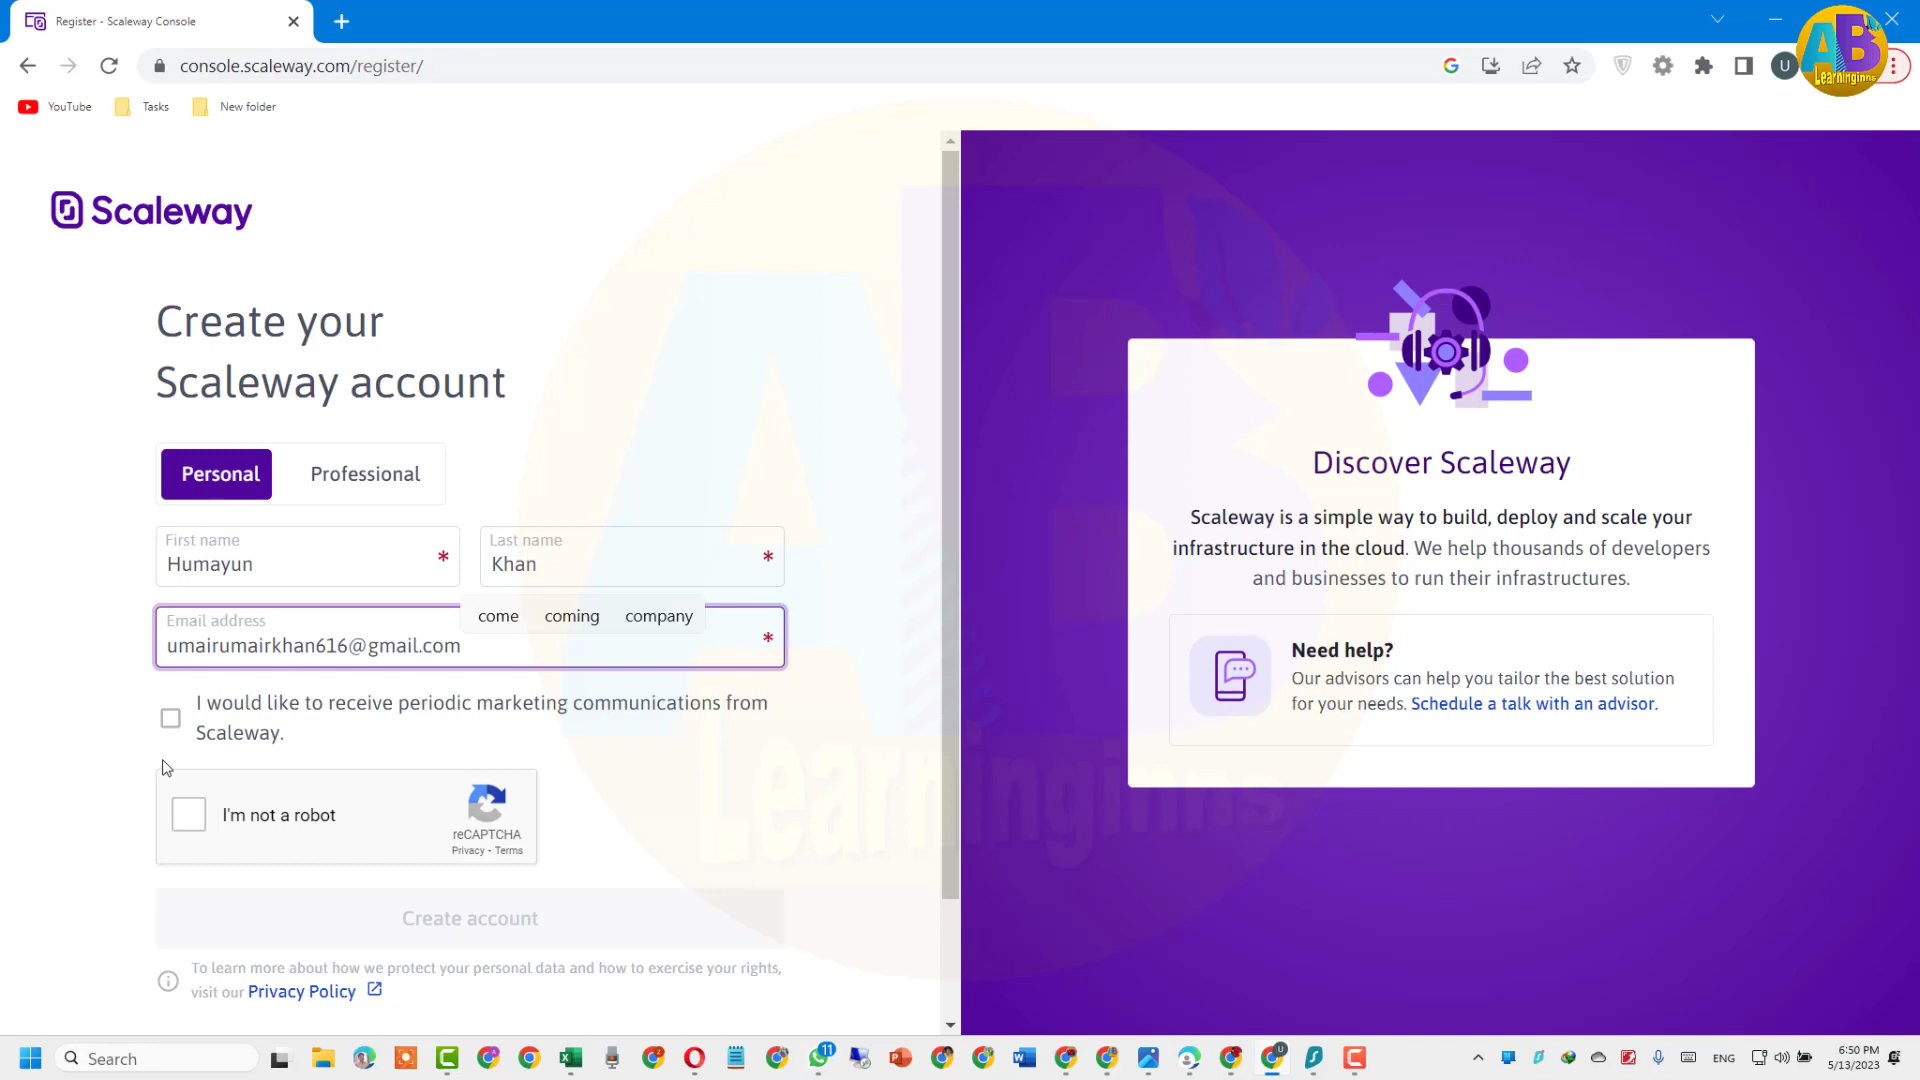 Register - Scaleway Console
AB
Learninginns
console.scaleway.com/register/
U
YouTube
Tasks
New folder
Scaleway
Create your
Scaleway account
Personal
Professional
First name
Humayun
*
Last name
Khan
*
come coming company
Email address
umairumairkhan616@gmail.com
*
I would like to receive periodic marketing communications from
Scaleway.
I'm not a robot
reCAPTCHA
Privacy - Terms
Create account
To learn more about how we protect your personal data and how to exercise your rights,
visit our Privacy Policy
Discover Scaleway
Scaleway is a simple way to build, deploy and scale your
infrastructure in the cloud. We help thousands of developers
and businesses to run their infrastructures.
Need help?
Our advisors can help you tailor the best solution
for your needs. Schedule a talk with an advisor.
AB
Learninginns
Search
11
U
ENG
6:50 PM
5/13/2023